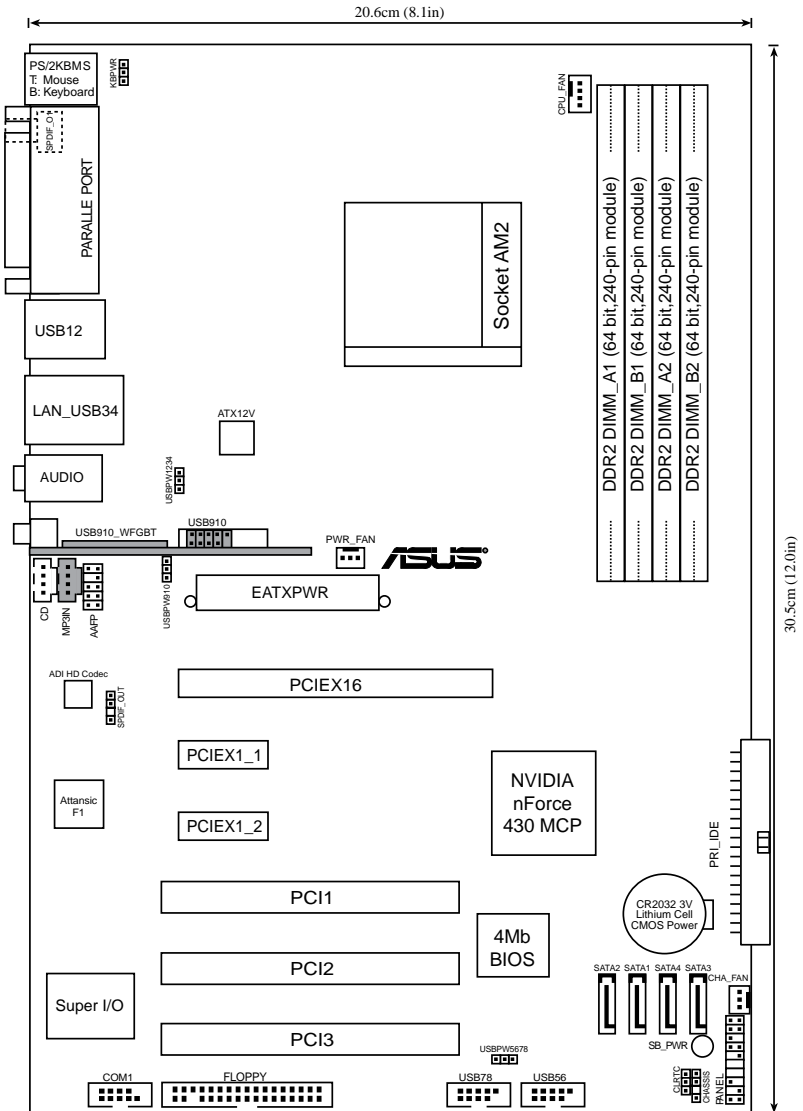 20.6cm (8.1in)
PS/2KBMS
T: Mouse
B: Keyboard
KBPWR
CPU_FAN
SPDIF_O1
PARALLE PORT
Socket AM2
DDR2 DIMM_A1 (64 bit,240-pin module)
DDR2 DIMM_B1 (64 bit,240-pin module)
DDR2 DIMM_A2 (64 bit,240-pin module)
DDR2 DIMM_B2 (64 bit,240-pin module)
USB12
LAN_USB34
ATX12V
AUDIO
USBPW1234
USB910_WFGBT
USB910
PWR_FAN
ASUS
30.5cm (12.0in)
CD
MP3IN
AAFP
USBPW910
EATXPWR
ADI HD Codec
SPDIF_OUT
PCIEX16
PCIEX1_1
NVIDIA
nForce
430 MCP
Attansic
F1
PCIEX1_2
PRI_IDE
PCI1
CR2032 3V
Lithium Cell
CMOS Power
4Mb
BIOS
PCI2
SATA2
SATA1
SATA4
SATA3
CHA_FAN
Super I/O
PCI3
SB_PWR
USBPW5678
COM1
FLOPPY
USB78
USB56
CLRTC
CHASSIS
PANEL